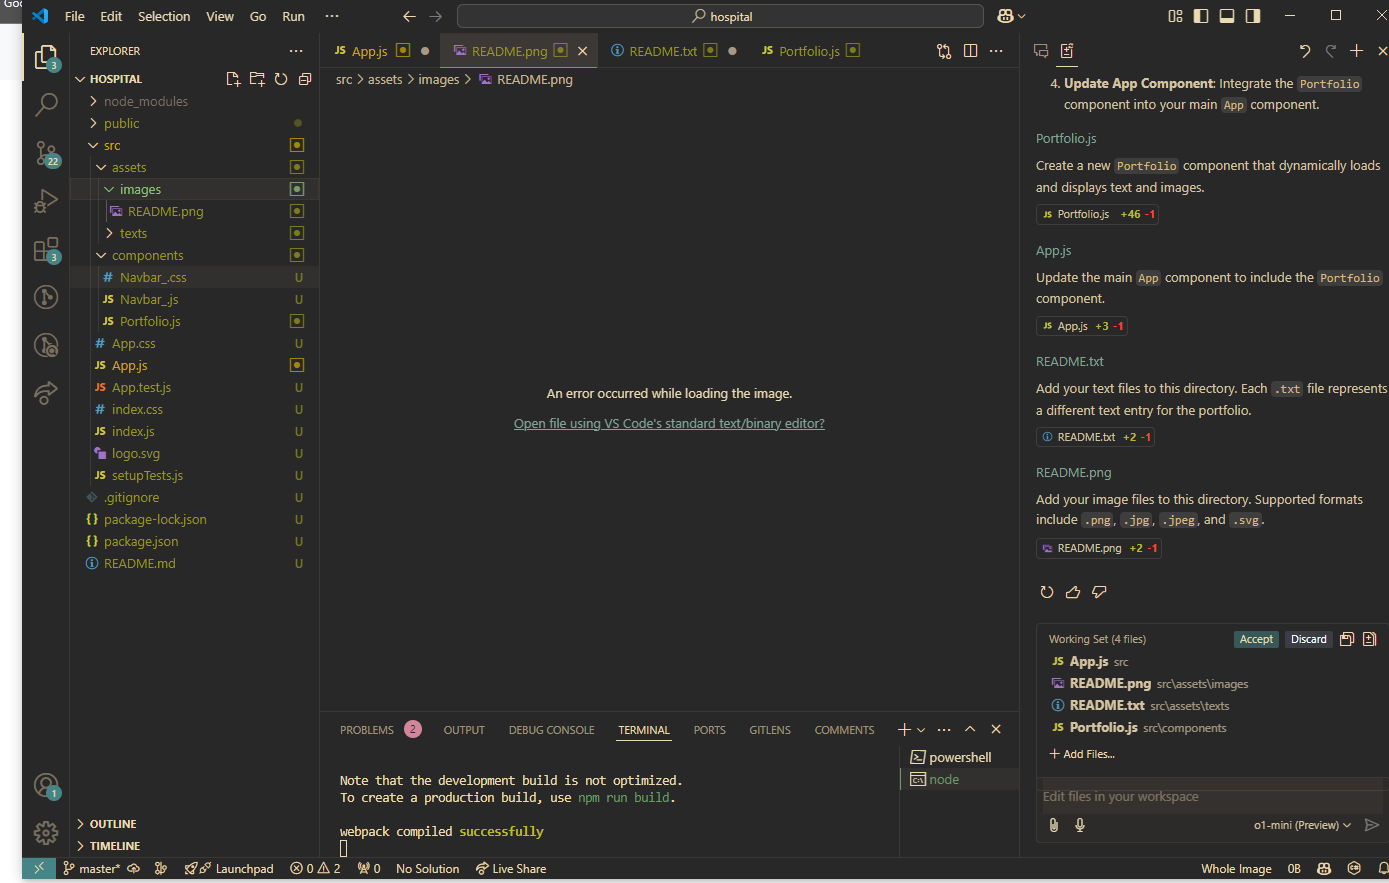 Goo
File Edit Selection View Go Run ···
hospital
EXPLORER
HOSPITAL
node_modules
public
src
assets
images
README.png
texts
components
# Navbar_.css U
JS Navbar_.js U
JS Portfolio.js
# App.css U
JS App.js
JS App.test.js U
# index.css U
JS index.js U
logo.svg U
JS setupTests.js U
.gitignore U
{} package-lock.json U
{} package.json U
README.md U
OUTLINE
TIMELINE
3
22
3
1
JS App.js README.png README.txt JS Portfolio.js
src > assets > images > README.png
An error occurred while loading the image.
Open file using VS Code's standard text/binary editor?
PROBLEMS 2 OUTPUT DEBUG CONSOLE TERMINAL PORTS GITLENS COMMENTS
Note that the development build is not optimized.
To create a production build, use npm run build.
webpack compiled successfully
powershell
node
4. Update App Component: Integrate the Portfolio
component into your main App component.
Portfolio.js
Create a new Portfolio component that dynamically loads
and displays text and images.
JS Portfolio.js +46 -1
App.js
Update the main App component to include the Portfolio
component.
JS App.js +3 -1
README.txt
Add your text files to this directory. Each .txt file represents
a different text entry for the portfolio.
README.txt +2 -1
README.png
Add your image files to this directory. Supported formats
include .png, .jpg, .jpeg, and .svg.
README.png +2 -1
Working Set (4 files) Accept Discard
JS App.js src
README.png src\assets\images
README.txt src\assets\texts
JS Portfolio.js src\components
+ Add Files...
Edit files in your workspace
o1-mini (Preview)
master* Launchpad 0 2 0 No Solution Live Share Whole Image 0B